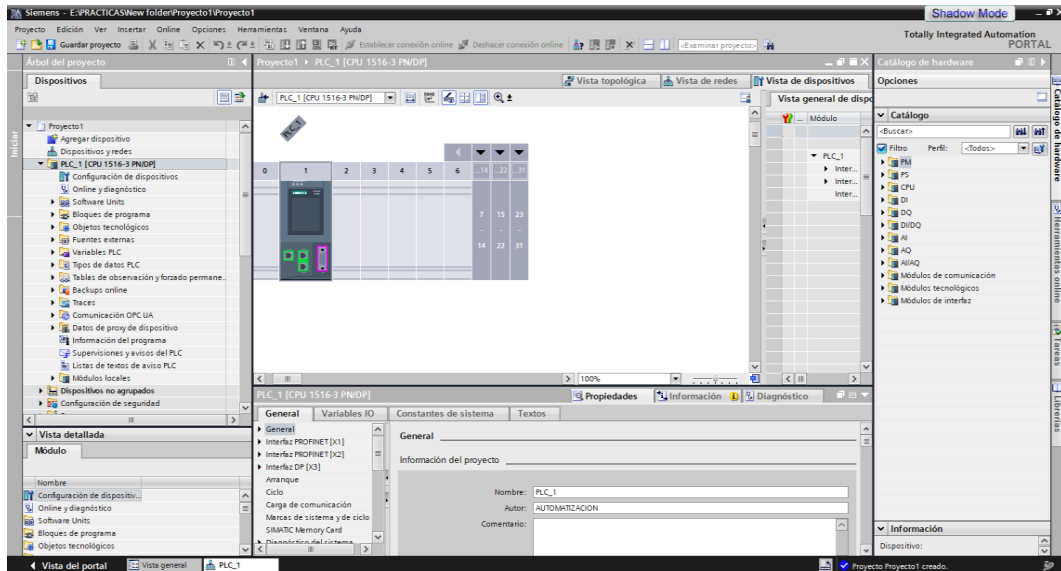 Siemens - E:\PRACTICAS\New folder\Proyecto1\Proyecto1
Shadow Mode
Proyecto Edición Ver Insertar Online Opciones Herramientas Ventana Ayuda
Totally Integrated Automation
PORTAL
Guardar proyecto
Establecer conexión online
Deshacer conexión online
<Examinar proyecto>
Árbol del proyecto
Proyecto1 PLC_1 [CPU 1516-3 PN/DP]
Catálogo de hardware
Dispositivos
Vista topológica
Vista de redes
Vista de dispositivos
Opciones
Iniciar
Proyecto1
Agregar dispositivo
Dispositivos y redes
PLC_1 [CPU 1516-3 PN/DP]
Configuración de dispositivos
Online y diagnóstico
Software Units
Bloques de programa
Objetos tecnológicos
Fuentes externas
Variables PLC
Tipos de datos PLC
Tablas de observación y forzado permane..
Backups online
Traces
Comunicación OPC UA
Datos de proxy de dispositivo
Información del programa
Supervisiones y avisos del PLC
Listas de textos de aviso PLC
Módulos locales
Dispositivos no agrupados
Configuración de seguridad
Vista detallada
Módulo
Nombre
Configuración de dispositiv...
Online y diagnóstico
Software Units
Bloques de programa
Objetos tecnológicos
PLC_1 [CPU 1516-3 PN/DP]
PLC_1
0 1 2 3 4 5 6 ...14 ...22 ...31
7 15 23
- - -
14 22 31
100%
Vista general de dispo
... Módulo
PLC_1
Inter...
Inter...
Inter...
PLC_1 [CPU 1516-3 PN/DP]
Propiedades
Información
Diagnóstico
General
Variables IO
Constantes de sistema
Textos
General
Interfaz PROFINET [X1]
Interfaz PROFINET [X2]
Interfaz DP [X3]
Arranque
Ciclo
Carga de comunicación
Marcas de sistema y de ciclo
SIMATIC Memory Card
Diagnóstico del sistema
General
Información del proyecto
Nombre: PLC_1
Autor: AUTOMATIZACION
Comentario:
Catálogo
<Buscar>
Filtro Perfil: <Todos>
PM
PS
CPU
DI
DQ
DI/DQ
AI
AQ
AI/AQ
Módulos de comunicación
Módulos tecnológicos
Módulos de interfaz
Información
Dispositivo:
Catálogo de hardware
Herramientas online
Tareas
Librerías
Vista del portal
Vista general
PLC_1
Proyecto Proyecto1 creado.